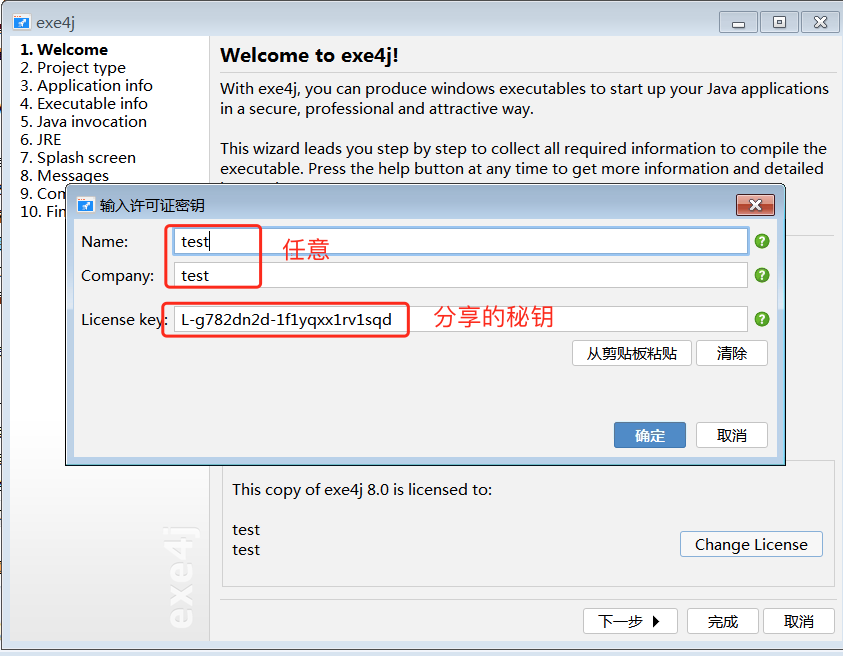 exe4j
1. Welcome
2. Project type
3. Application info
4. Executable info
5. Java invocation
6. JRE
7. Splash screen
8. Messages
9. Com
10. Fin
Welcome to exe4j!
With exe4j, you can produce windows executables to start up your Java applications
in a secure, professional and attractive way.
This wizard leads you step by step to collect all required information to compile the
executable. Press the help button at any time to get more information and detailed
输入许可证密钥
Name: test 任意
Company: test
License key: L-g782dn2d-1f1yqxx1rv1sqd 分享的秘钥
从剪贴板粘贴 清除
确定 取消
This copy of exe4j 8.0 is licensed to:
test
test
Change License
exe4j
下一步 完成 取消